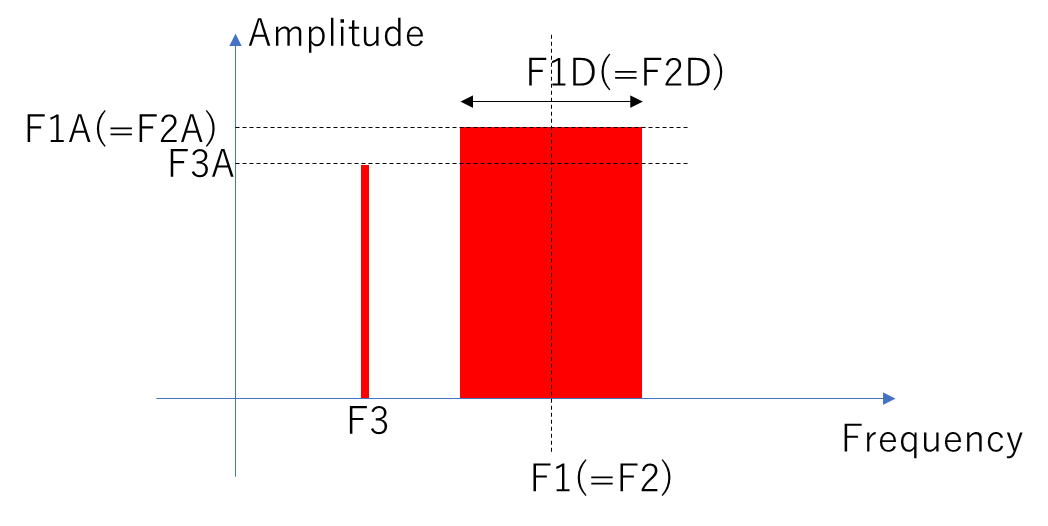 Amplitude
F1D(=F2D)
F1A(=F2A)
F3A
F3
Frequency
F1(=F2)